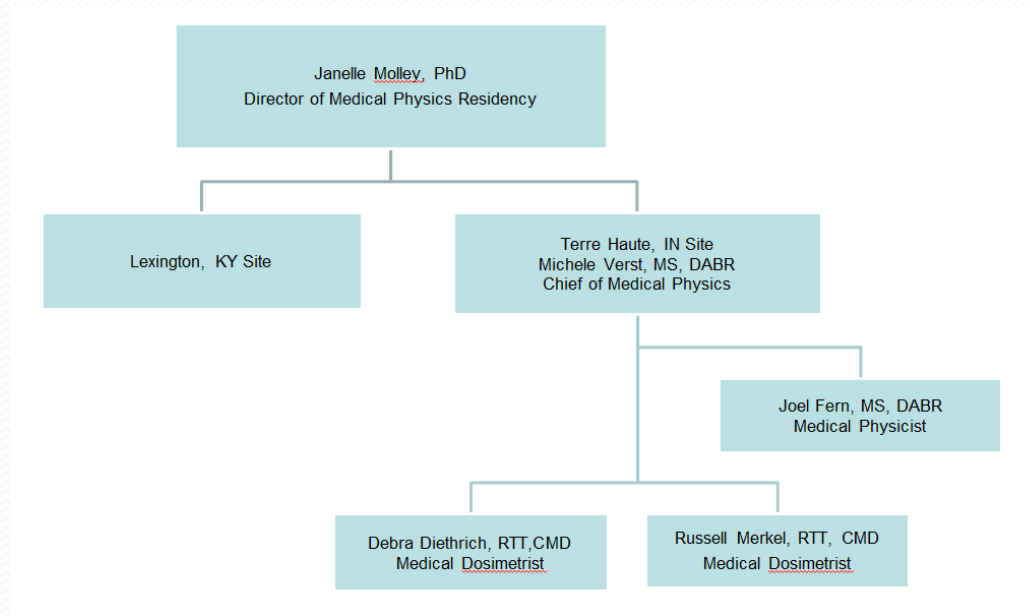 Janelle Molley, PhD
Director of Medical Physics Residency
Lexington, KY Site
Terre Haute, IN Site
Michele Verst, MS, DABR
Chief of Medical Physics
Joel Fern, MS, DABR
Medical Physicist
Debra Diethrich, RTT,CMD
Medical Dosimetrist
Russell Merkel, RTT, CMD
Medical Dosimetrist